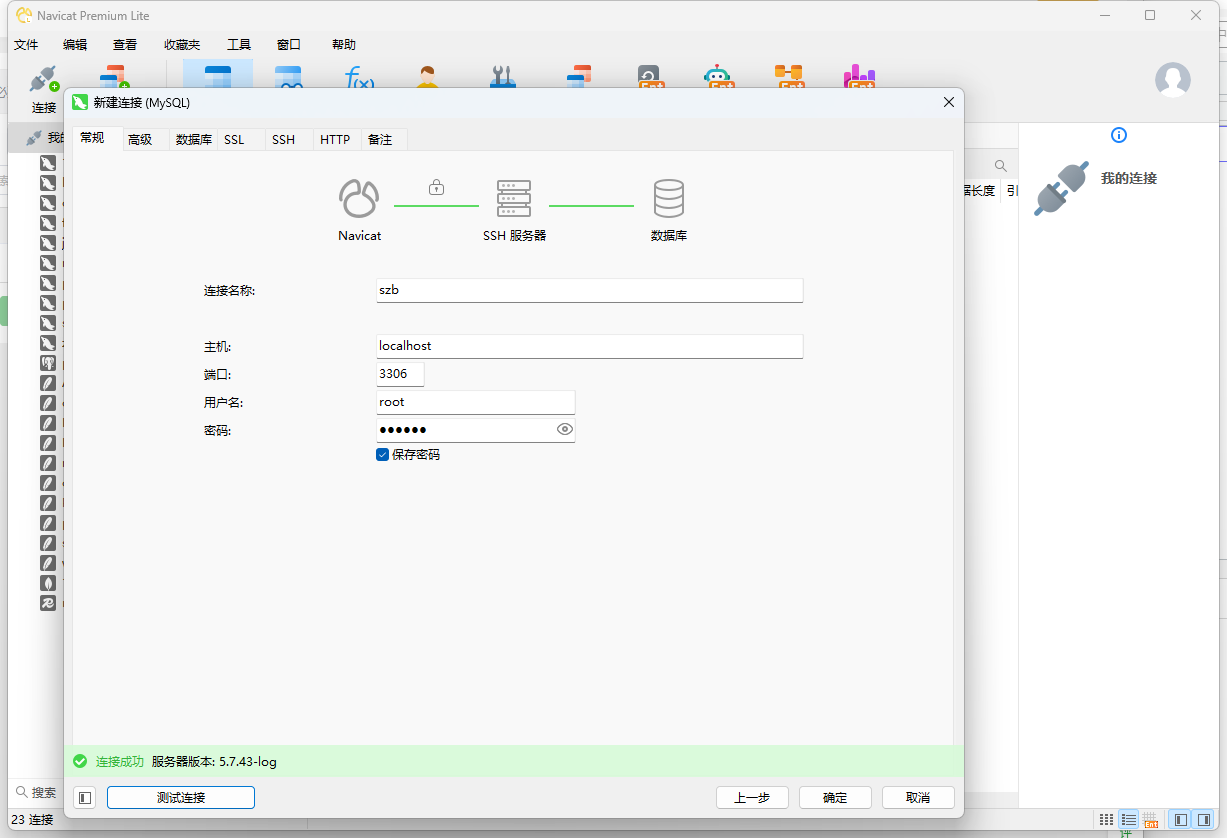 Navicat Premium Lite
文件 编辑 查看 收藏夹 工具 窗口 帮助
连接
新建连接 (MySQL)
常规 高级 数据库 SSL SSH HTTP 备注
Navicat
SSH 服务器
数据库
连接名称: szb
主机: localhost
端口: 3306
用户名: root
密码: ●●●●●●
保存密码
连接成功 服务器版本: 5.7.43-log
测试连接 上一步 确定 取消
我的连接
搜索
23 连接